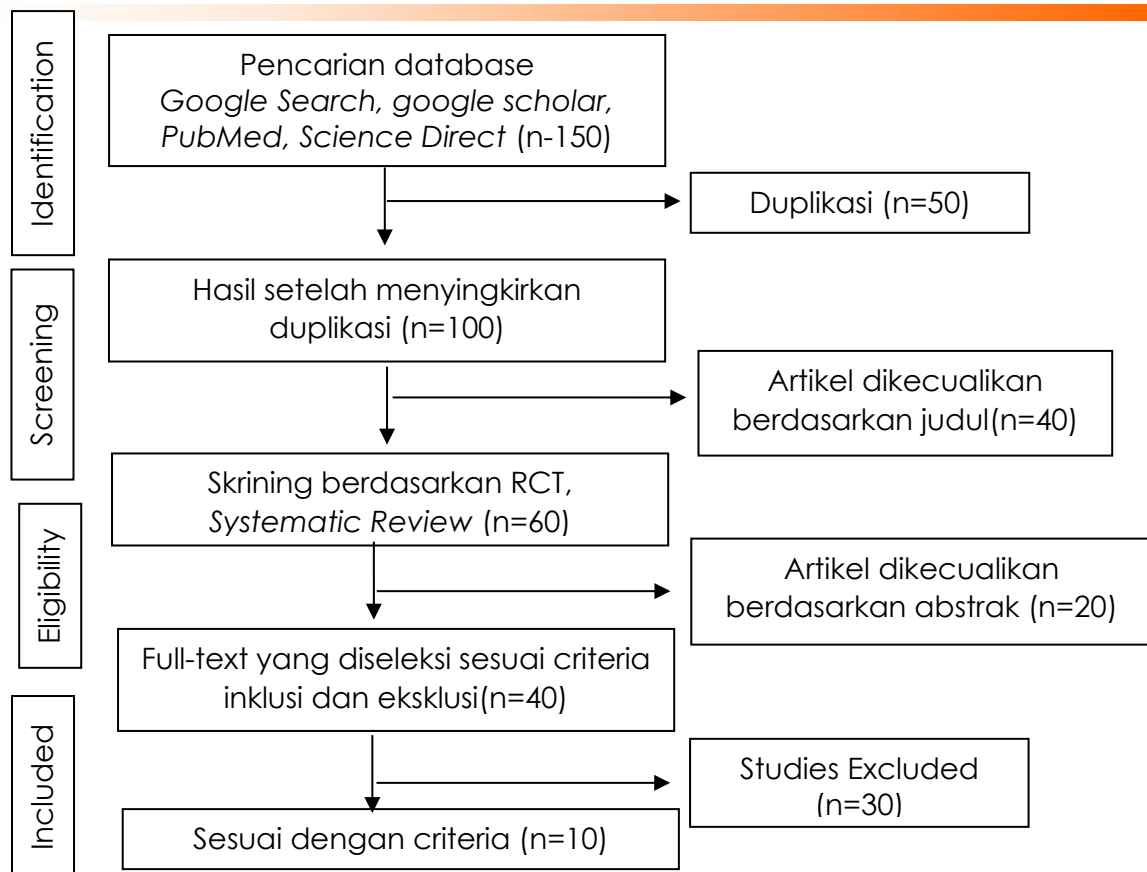 Identification
Pencarian database
Google Search, google scholar,
PubMed, Science Direct (n-150)
Duplikasi (n=50)
Screening
Hasil setelah menyingkirkan
duplikasi (n=100)
Artikel dikecualikan
berdasarkan judul(n=40)
Skrining berdasarkan RCT,
Systematic Review (n=60)
Eligibility
Artikel dikecualikan
berdasarkan abstrak (n=20)
Full-text yang diseleksi sesuai criteria
inklusi dan eksklusi(n=40)
Included
Studies Excluded
(n=30)
Sesuai dengan criteria (n=10)